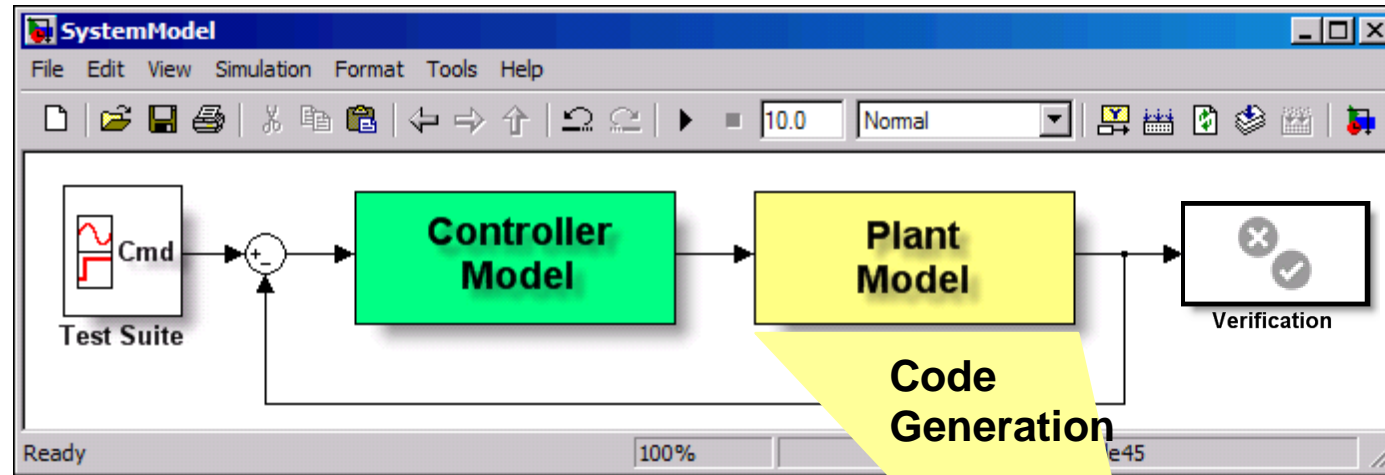 SystemModel
File Edit View Simulation Format Tools Help
10.0 Normal
Cmd
Test Suite
+
-
Controller
Model
Plant
Model
Verification
Code
Generation
Ready 100% e45